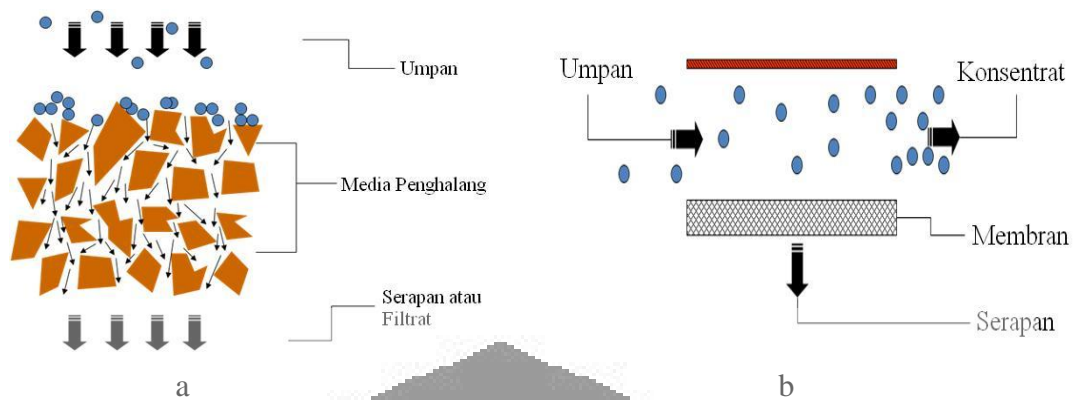 Umpan
Media Penghalang
Serapan atau
Filtrat
a
Umpan
Konsentrat
Membran
Serapan
b